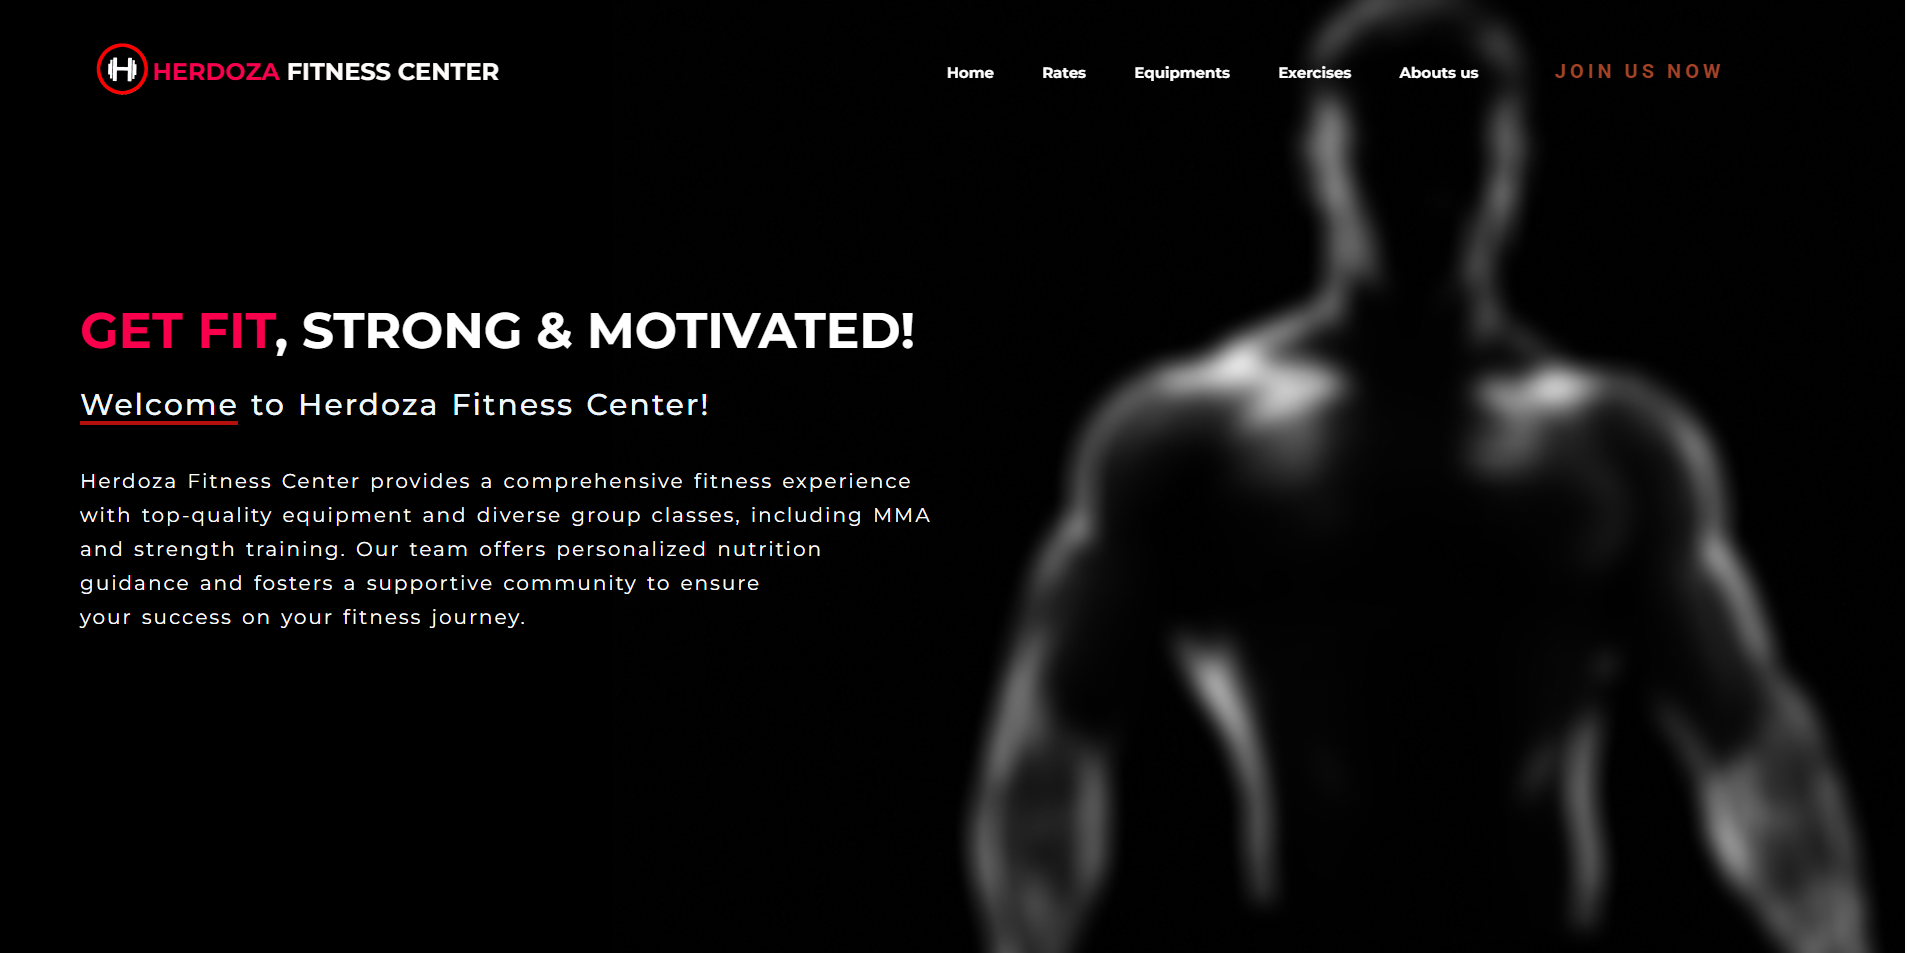 HERDOZA FITNESS CENTER
Home Rates Equipments Exercises Abouts us JOIN US NOW
GET FIT, STRONG & MOTIVATED!
Welcome to Herdoza Fitness Center!
Herdoza Fitness Center provides a comprehensive fitness experience
with top-quality equipment and diverse group classes, including MMA
and strength training. Our team offers personalized nutrition
guidance and fosters a supportive community to ensure
your success on your fitness journey.